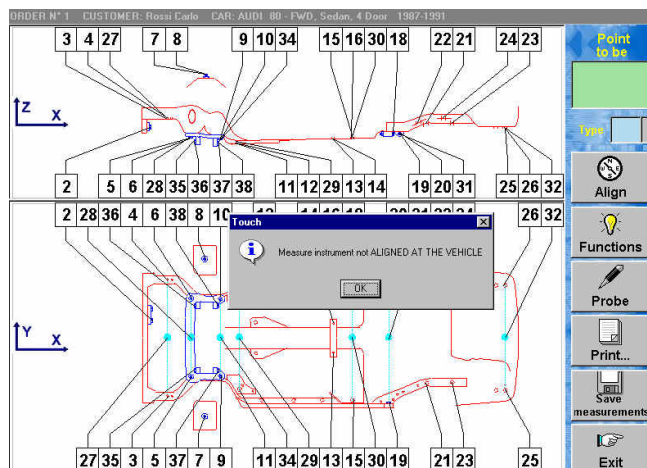 ORDER N° 1 CUSTOMER: Rossi Carlo CAR: AUDI 80 - FWD, Sedan, 4 Door 1987-1991
3 4 27 7 8 9 10 34 15 16 30 18 22 21 24 23
Point
to be
Z X
Type
2 5 6 28 35 36 37 38 11 12 29 13 14 19 20 31 25 26 32
Align
2 28 36 4 6 38 8 10 26 32
Touch
Measure instrument not ALIGNED AT THE VEHICLE
OK
Functions
Probe
Y X
Print...
Save
measurements
27 35 3 5 37 7 9 11 34 29 13 15 30 19 21 23 25
Exit